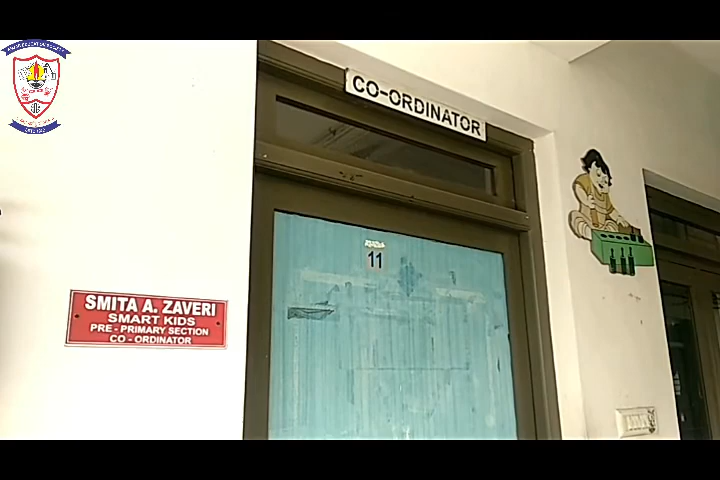 CO-ORDINATOR
11
SMITA A. ZAVERI
SMART KIDS
PRE - PRIMARY SECTION
CO - ORDINATOR